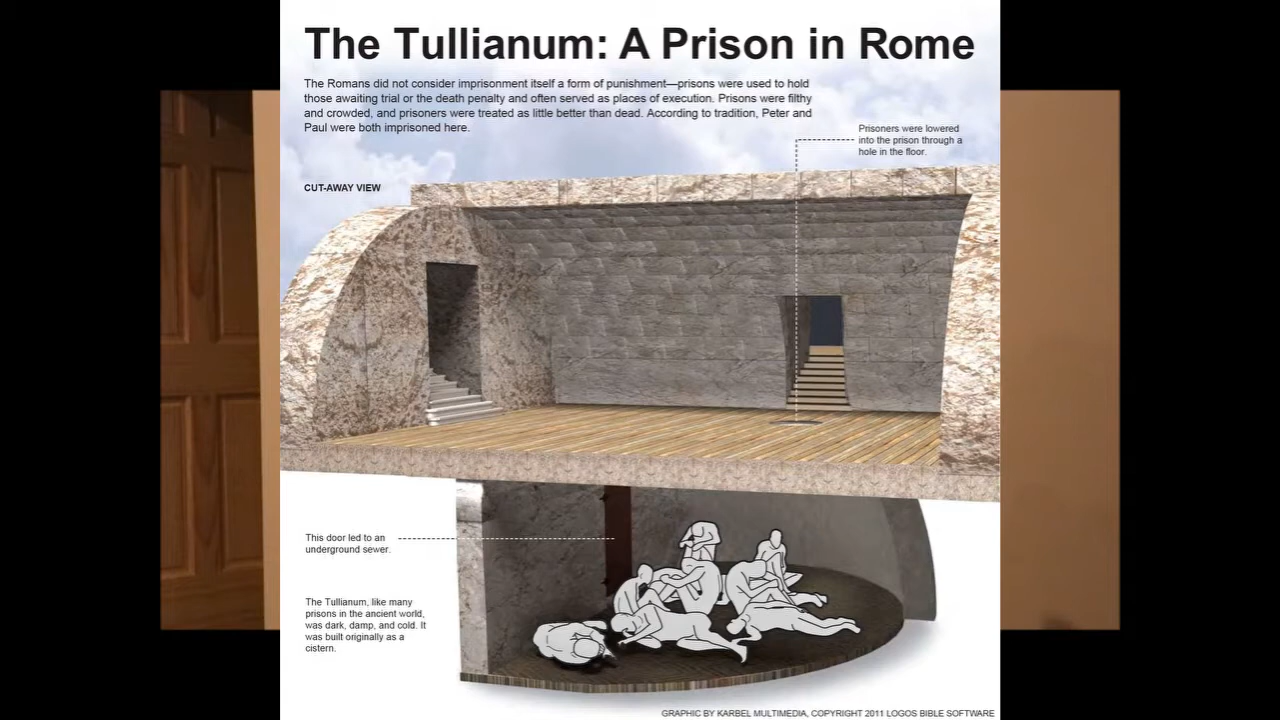 The Tullianum: A Prison in Rome
The Romans did not consider imprisonment itself a form of punishment—prisons were used to hold
those awaiting trial or the death penalty and often served as places of execution. Prisons were filthy
and crowded, and prisoners were treated as little better than dead. According to tradition, Peter and
Paul were both imprisoned here.
Prisoners were lowered
into the prison through a
hole in the floor.
CUT-AWAY VIEW
This door led to an
underground sewer.
The Tullianum, like many
prisons in the ancient world,
was dark, damp, and cold. It
was built originally as a
cistern.
GRAPHIC BY KARBEL MULTIMEDIA, COPYRIGHT 2011 LOGOS BIBLE SOFTWARE